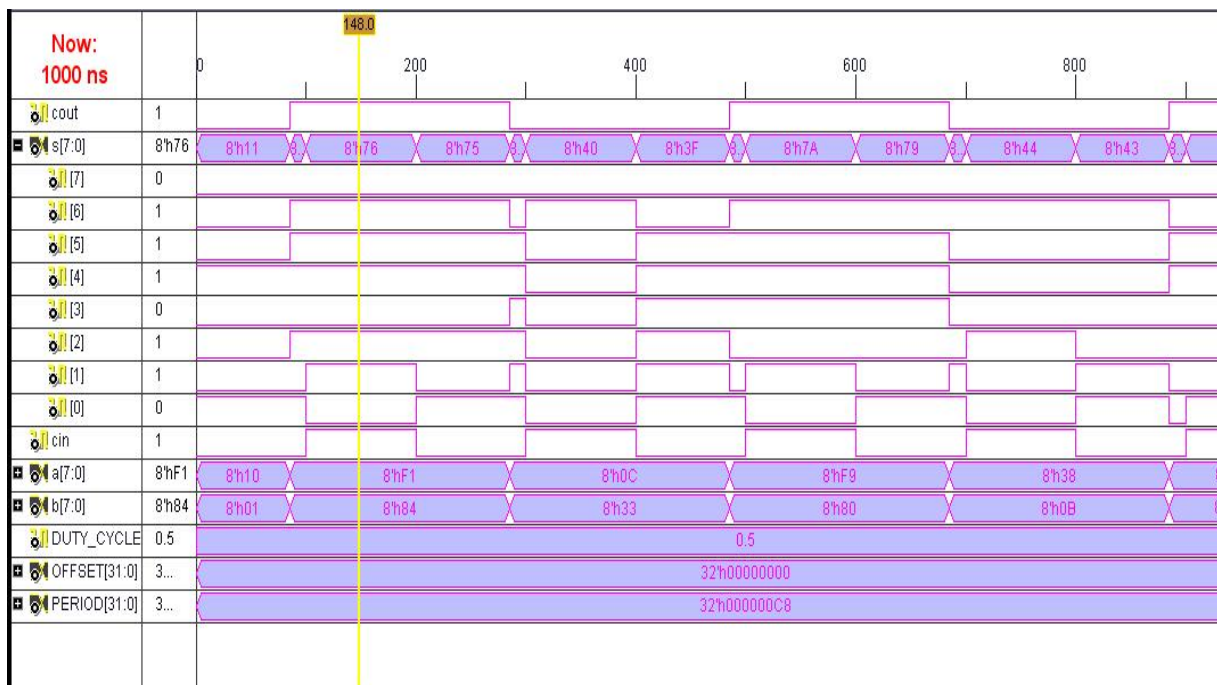 148.0
Now:
1000 ns
0 200 400 600 800
cout 1
s[7:0] 8'h76 8'h11 8... 8'h76 8'h75 8... 8'h40 8'h3F 8... 8'h7A 8'h79 8... 8'h44 8'h43 8...
[7] 0
[6] 1
[5] 1
[4] 1
[3] 0
[2] 1
[1] 1
[0] 0
cin 1
a[7:0] 8'hF1 8'h10 8'hF1 8'h0C 8'hF9 8'h38
b[7:0] 8'h84 8'h01 8'h84 8'h33 8'h80 8'h0B
DUTY_CYCLE 0.5 0.5
OFFSET[31:0] 3... 32'h00000000
PERIOD[31:0] 3... 32'h000000C8